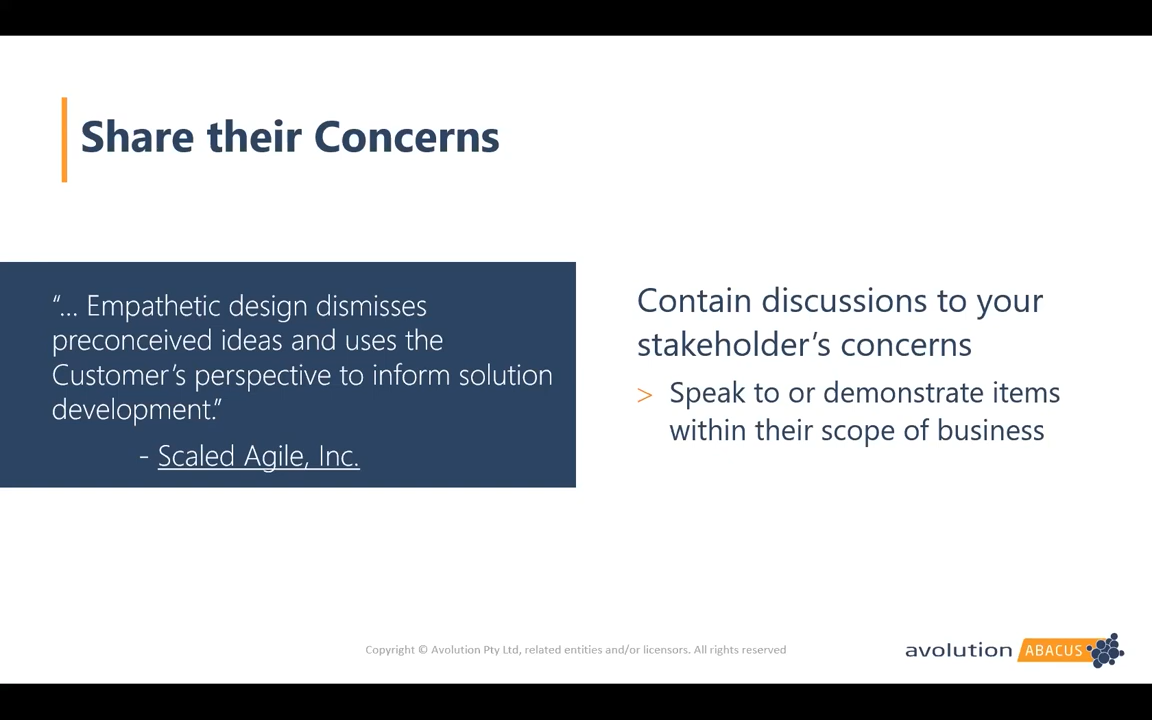 Share their Concerns
“... Empathetic design dismisses
preconceived ideas and uses the
Customer’s perspective to inform solution
development.”
- Scaled Agile, Inc.
Contain discussions to your
stakeholder’s concerns
> Speak to or demonstrate items
within their scope of business
Copyright © Avolution Pty Ltd, related entities and/or licensors. All rights reserved
avolution ABACUS